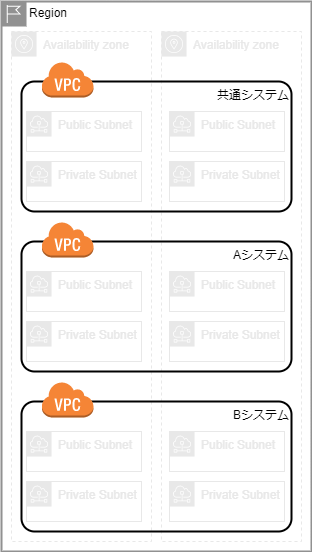 Region
Availability zone
Availability zone
VPC
共通システム
Public Subnet
Public Subnet
Private Subnet
Private Subnet
VPC
Aシステム
Public Subnet
Public Subnet
Private Subnet
Private Subnet
VPC
Bシステム
Public Subnet
Public Subnet
Private Subnet
Private Subnet